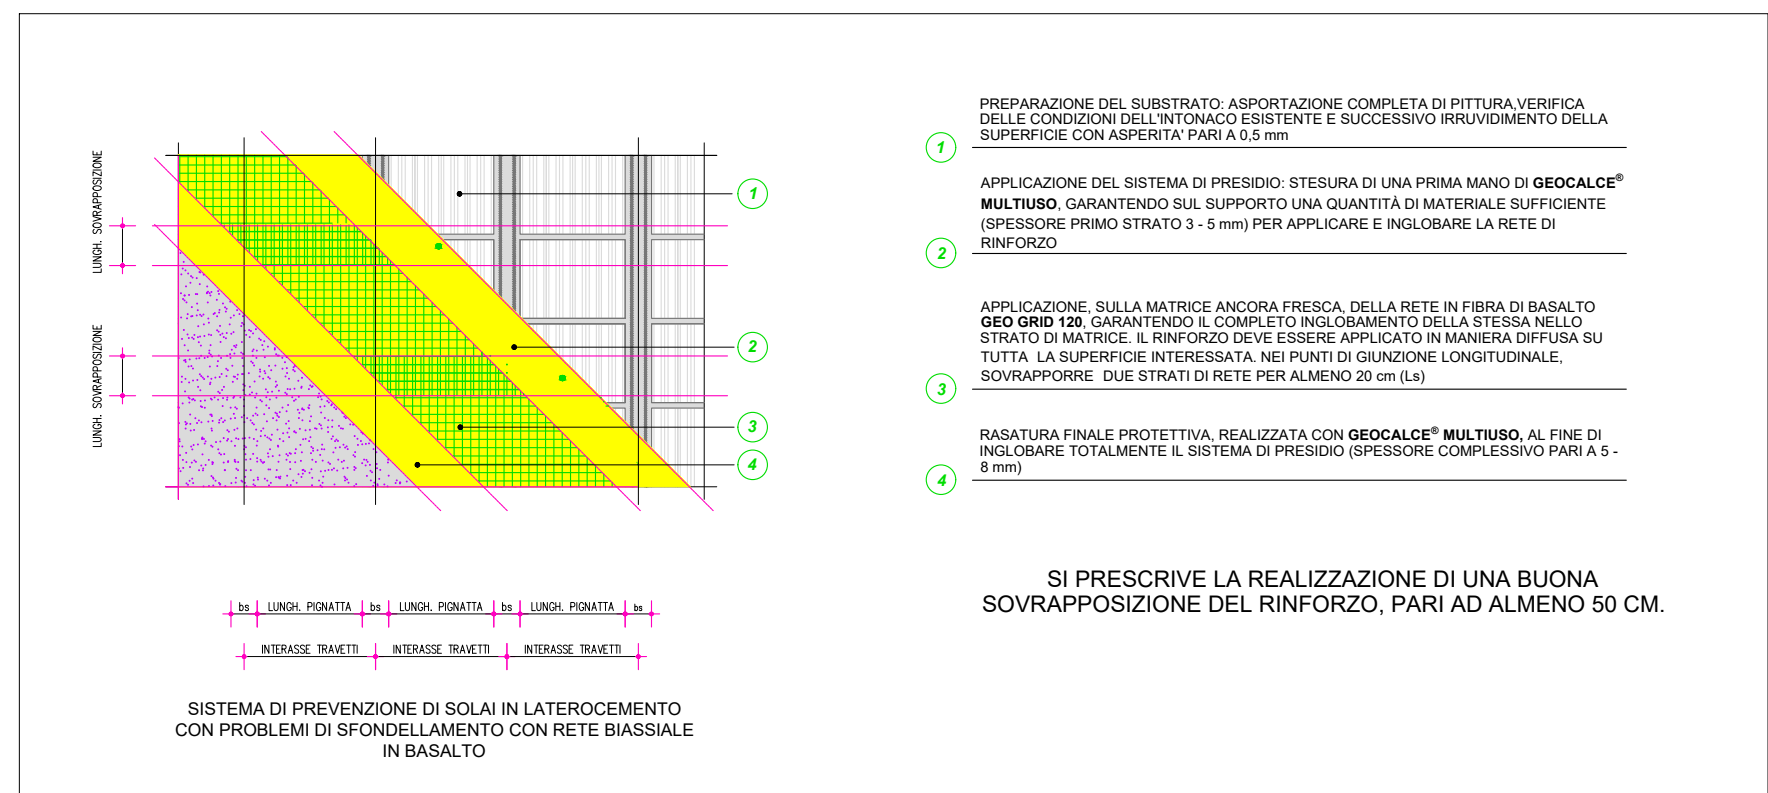 LUNGH. SOVRAPPOSIZIONE
LUNGH. SOVRAPPOSIZIONE
1
2
3
4
bs LUNGH. PIGNATTA bs LUNGH. PIGNATTA bs LUNGH. PIGNATTA bs
INTERASSE TRAVETTI INTERASSE TRAVETTI INTERASSE TRAVETTI
SISTEMA DI PREVENZIONE DI SOLAI IN LATEROCEMENTO
CON PROBLEMI DI SFONDELLAMENTO CON RETE BIASSIALE
IN BASALTO
PREPARAZIONE DEL SUBSTRATO: ASPORTAZIONE COMPLETA DI PITTURA,VERIFICA
DELLE CONDIZIONI DELL'INTONACO ESISTENTE E SUCCESSIVO IRRUVIDIMENTO DELLA
SUPERFICIE CON ASPERITA' PARI A 0,5 mm
1
APPLICAZIONE DEL SISTEMA DI PRESIDIO: STESURA DI UNA PRIMA MANO DI GEOCALCE®
MULTIUSO, GARANTENDO SUL SUPPORTO UNA QUANTITÀ DI MATERIALE SUFFICIENTE
(SPESSORE PRIMO STRATO 3 - 5 mm) PER APPLICARE E INGLOBARE LA RETE DI
RINFORZO
2
APPLICAZIONE, SULLA MATRICE ANCORA FRESCA, DELLA RETE IN FIBRA DI BASALTO
GEO GRID 120, GARANTENDO IL COMPLETO INGLOBAMENTO DELLA STESSA NELLO
STRATO DI MATRICE. IL RINFORZO DEVE ESSERE APPLICATO IN MANIERA DIFFUSA SU
TUTTA LA SUPERFICIE INTERESSATA. NEI PUNTI DI GIUNZIONE LONGITUDINALE,
SOVRAPPORRE DUE STRATI DI RETE PER ALMENO 20 cm (Ls)
3
RASATURA FINALE PROTETTIVA, REALIZZATA CON GEOCALCE® MULTIUSO, AL FINE DI
INGLOBARE TOTALMENTE IL SISTEMA DI PRESIDIO (SPESSORE COMPLESSIVO PARI A 5 -
8 mm)
4
SI PRESCRIVE LA REALIZZAZIONE DI UNA BUONA
SOVRAPPOSIZIONE DEL RINFORZO, PARI AD ALMENO 50 CM.